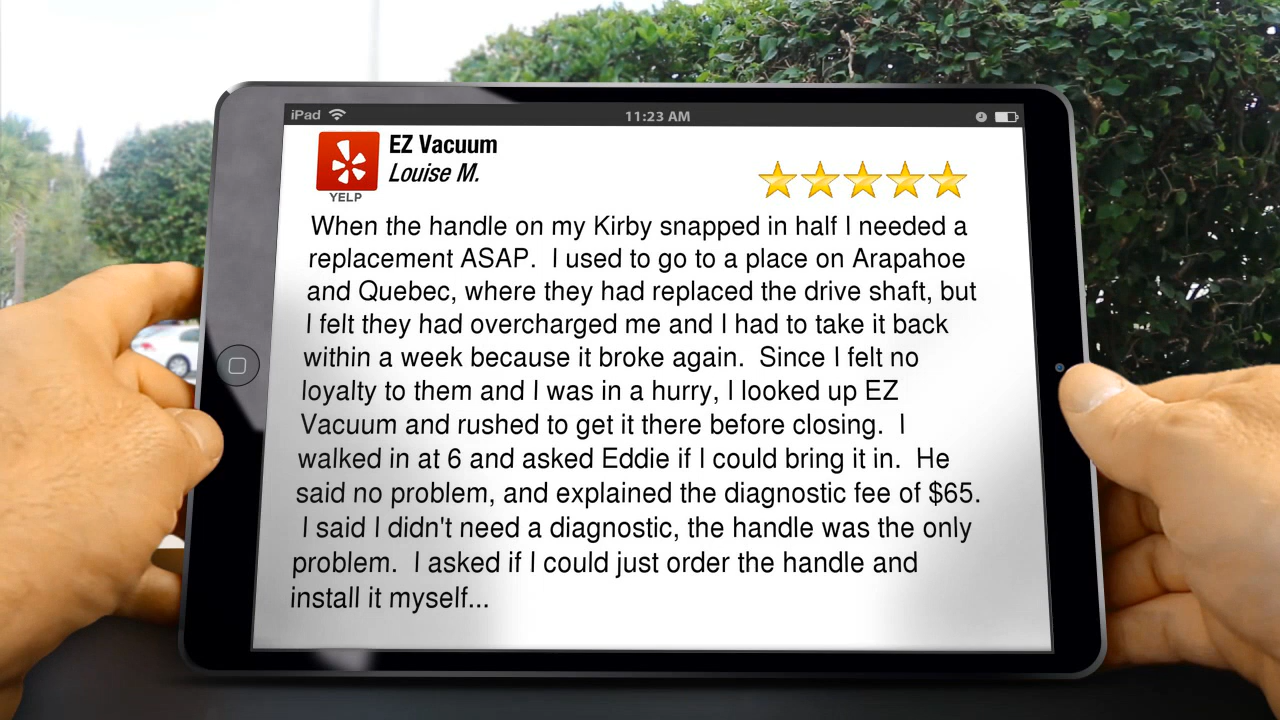 iPad
11:23 AM
EZ Vacuum
Louise M.
YELP
When the handle on my Kirby snapped in half I needed a
replacement ASAP.  I used to go to a place on Arapahoe
and Quebec, where they had replaced the drive shaft, but
I felt they had overcharged me and I had to take it back
within a week because it broke again.  Since I felt no
loyalty to them and I was in a hurry, I looked up EZ
Vacuum and rushed to get it there before closing.  I
walked in at 6 and asked Eddie if I could bring it in.  He
said no problem, and explained the diagnostic fee of $65.
I said I didn't need a diagnostic, the handle was the only
problem.  I asked if I could just order the handle and
install it myself...